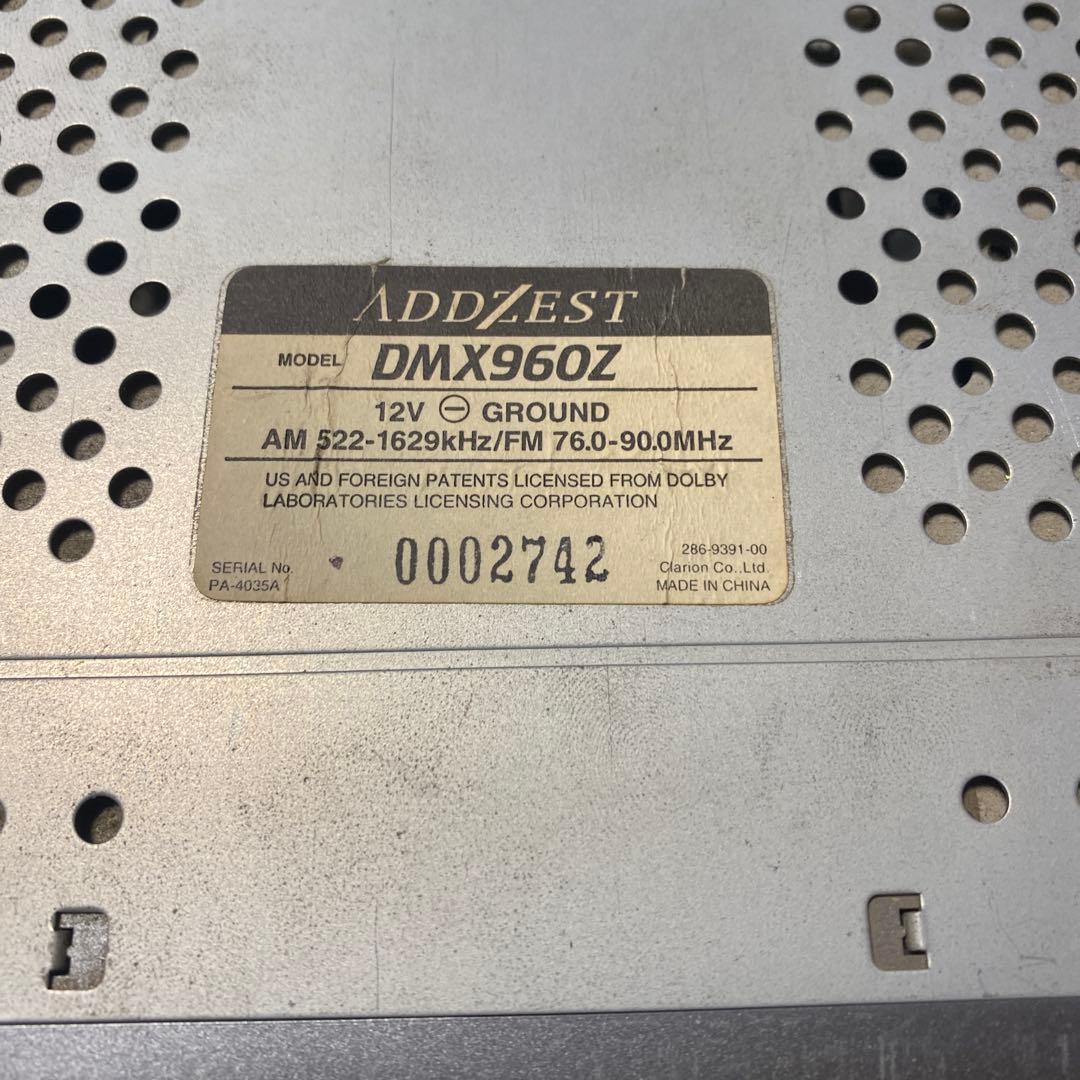 ADDZEST
MODEL DMX960Z
12V ⊖ GROUND
AM 522-1629kHz/FM 76.0-90.0MHz
US AND FOREIGN PATENTS LICENSED FROM DOLBY
LABORATORIES LICENSING CORPORATION
SERIAL No. 0002742 286-9391-00
Clarion Co.,Ltd.
PA-4035A MADE IN CHINA